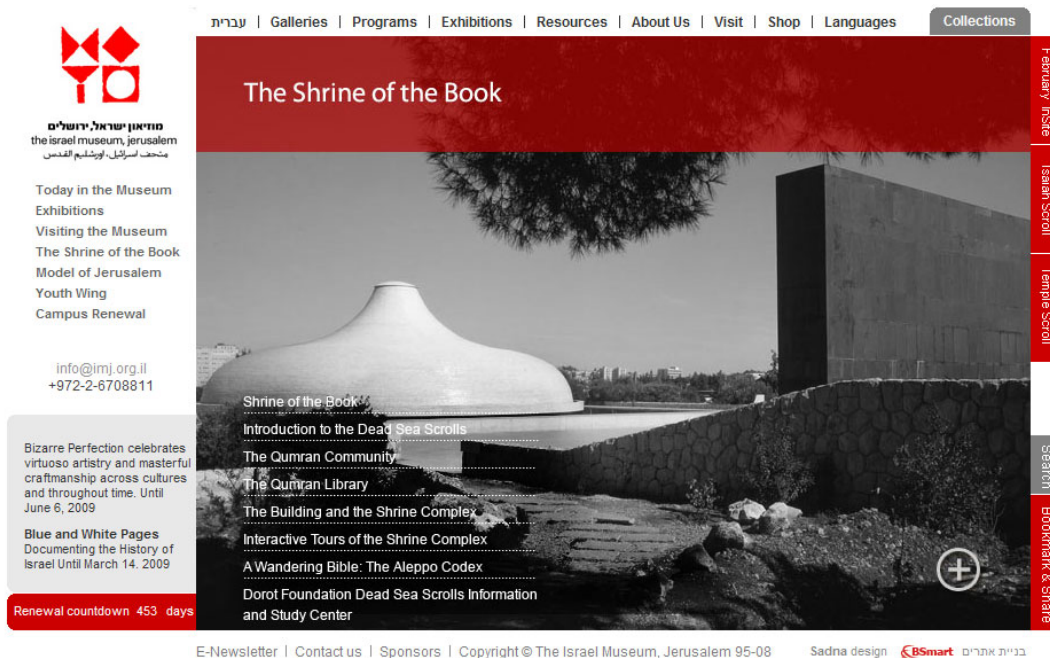 עברית | Galleries | Programs | Exhibitions | Resources | About Us | Visit | Shop | Languages
Collections
מוזיאון ישראל, ירושלים
the israel museum, jerusalem
متحف اسرائيل، اورشليم القدس
Today in the Museum
Exhibitions
Visiting the Museum
The Shrine of the Book
Model of Jerusalem
Youth Wing
Campus Renewal
info@imj.org.il
+972-2-6708811
Bizarre Perfection celebrates
virtuoso artistry and masterful
craftmanship across cultures
and throughout time. Until
June 6, 2009
Blue and White Pages
Documenting the History of
Israel Until March 14. 2009
Renewal countdown 453 days
The Shrine of the Book
Shrine of the Book
Introduction to the Dead Sea Scrolls
The Qumran Community
The Qumran Library
The Building and the Shrine Complex
Interactive Tours of the Shrine Complex
A Wandering Bible: The Aleppo Codex
Dorot Foundation Dead Sea Scrolls Information
and Study Center
February InSite
Isaiah Scroll
Temple Scroll
Search
Bookmark & Share
E-Newsletter | Contact us | Sponsors | Copyright © The Israel Museum, Jerusalem 95-08
Sadna design
BSmart בניית אתרים